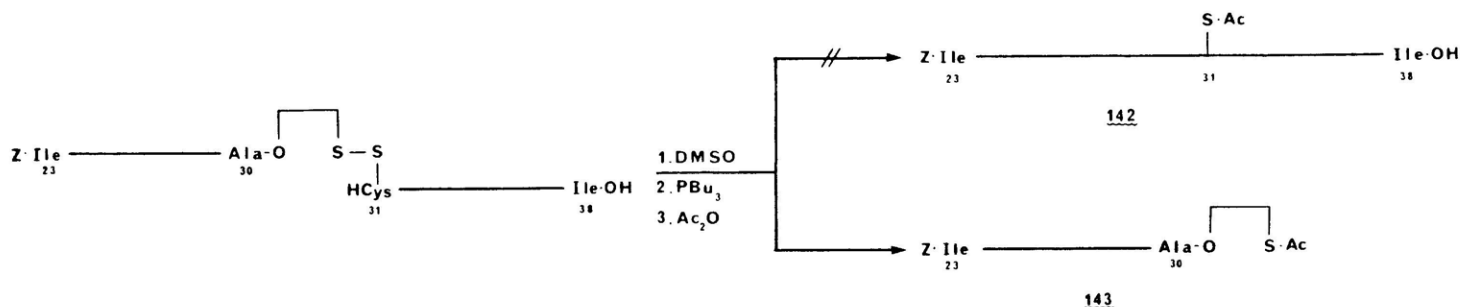 S·Ac
Z·Ile Ile·OH
23 31 38
142
Z·Ile Ala-O S-S
23 30
HCys Ile·OH
31 38
1. DMSO
2. PBu₃
3. Ac₂O
Z·Ile Ala-O S·Ac
23 30
143